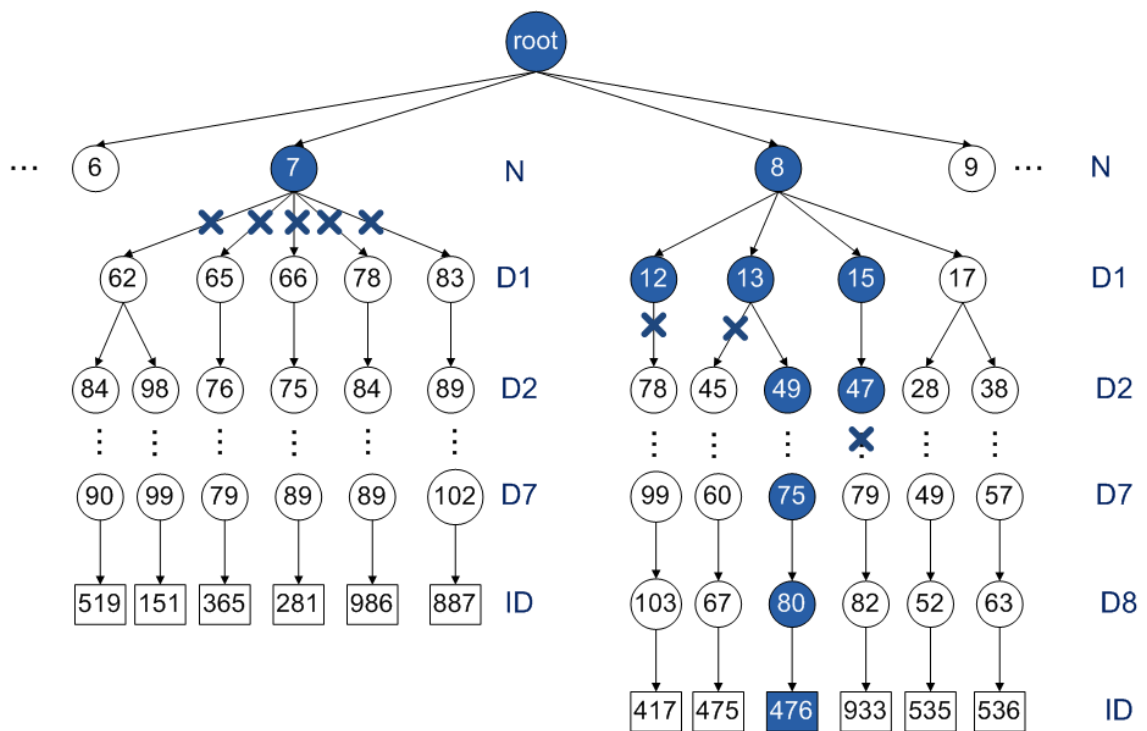 root
... 6 7 N 8 9 ... N
62 65 66 78 83 D1 12 13 15 17 D1
84 98 76 75 84 89 D2 78 45 49 47 28 38 D2
90 99 79 89 89 102 D7 99 60 75 79 49 57 D7
519 151 365 281 986 887 ID 103 67 80 82 52 63 D8
417 475 476 933 535 536 ID